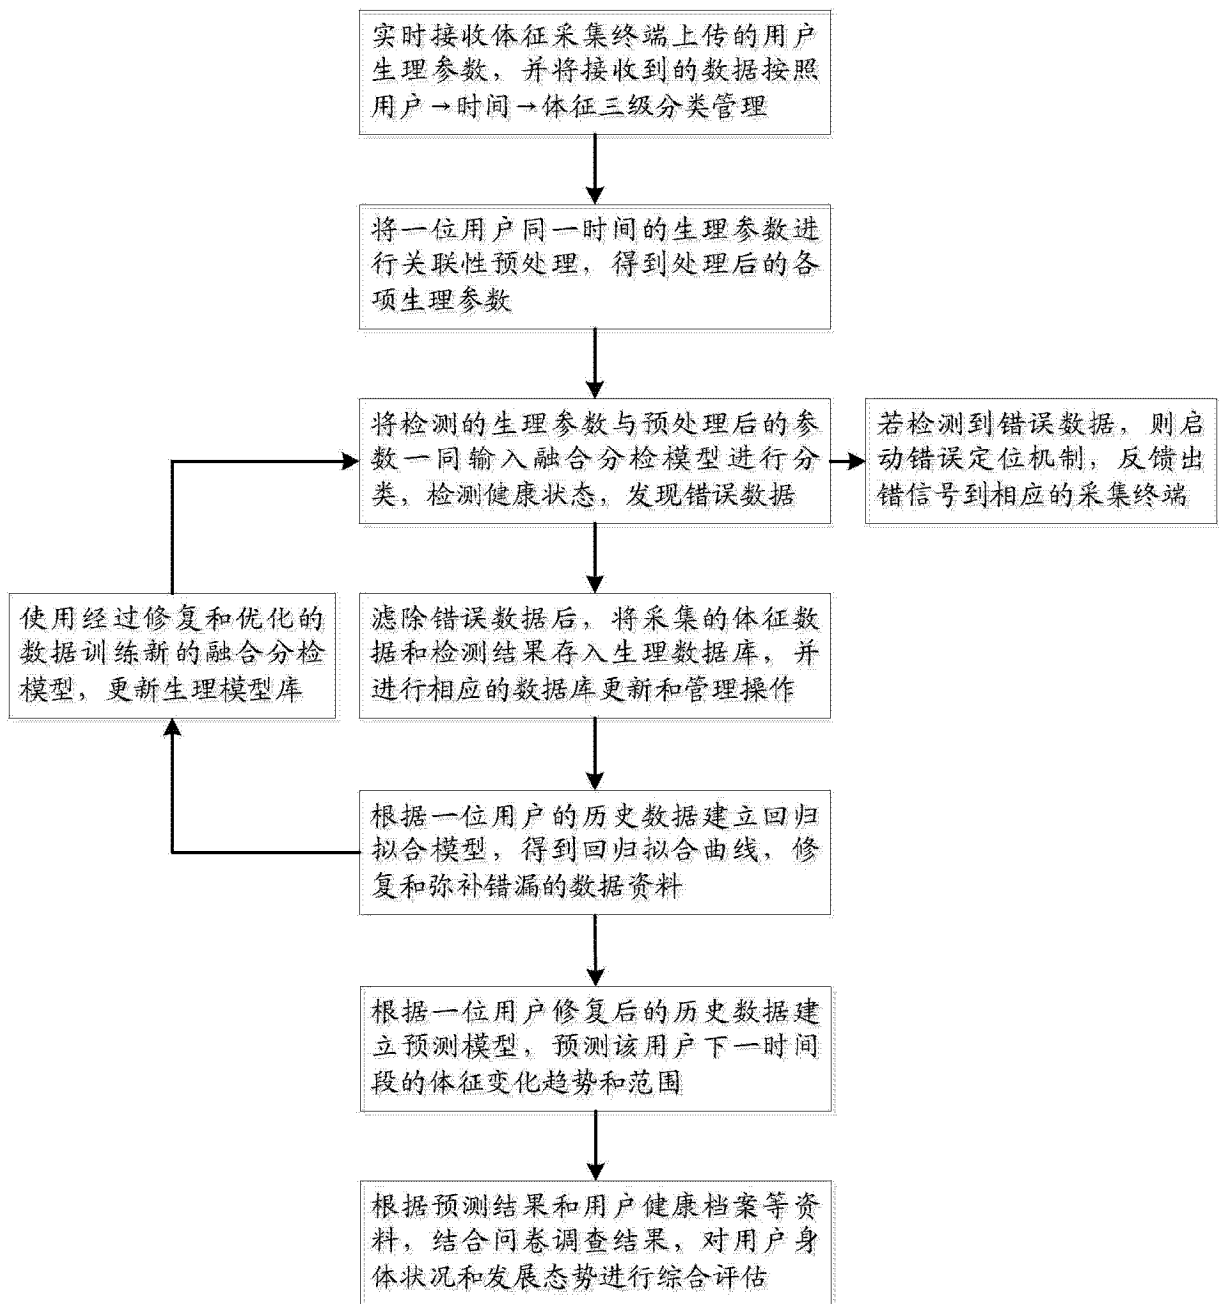 实时接收体征采集终端上传的用户
生理参数，并将接收到的数据按照
用户→时间→体征三级分类管理
将一位用户同一时间的生理参数进
行关联性预处理，得到处理后的各
项生理参数
将检测的生理参数与预处理后的参
数一同输入融合分检模型进行分
类，检测健康状态，发现错误数据
若检测到错误数据，则启
动错误定位机制，反馈出
错信号到相应的采集终端
使用经过修复和优化的
数据训练新的融合分检
模型，更新生理模型库
滤除错误数据后，将采集的体征数
据和检测结果存入生理数据库，并
进行相应的数据库更新和管理操作
根据一位用户的历史数据建立回归
拟合模型，得到回归拟合曲线，修
复和弥补错漏的数据资料
根据一位用户修复后的历史数据建
立预测模型，预测该用户下一时间
段的体征变化趋势和范围
根据预测结果和用户健康档案等资
料，结合问卷调查结果，对用户身
体状况和发展态势进行综合评估